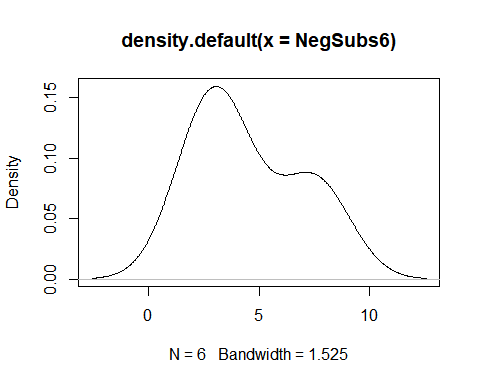 density.default(x = NegSubs6)
Density
0.15
0.10
0.05
0.00
0 5 10
N = 6 Bandwidth = 1.525